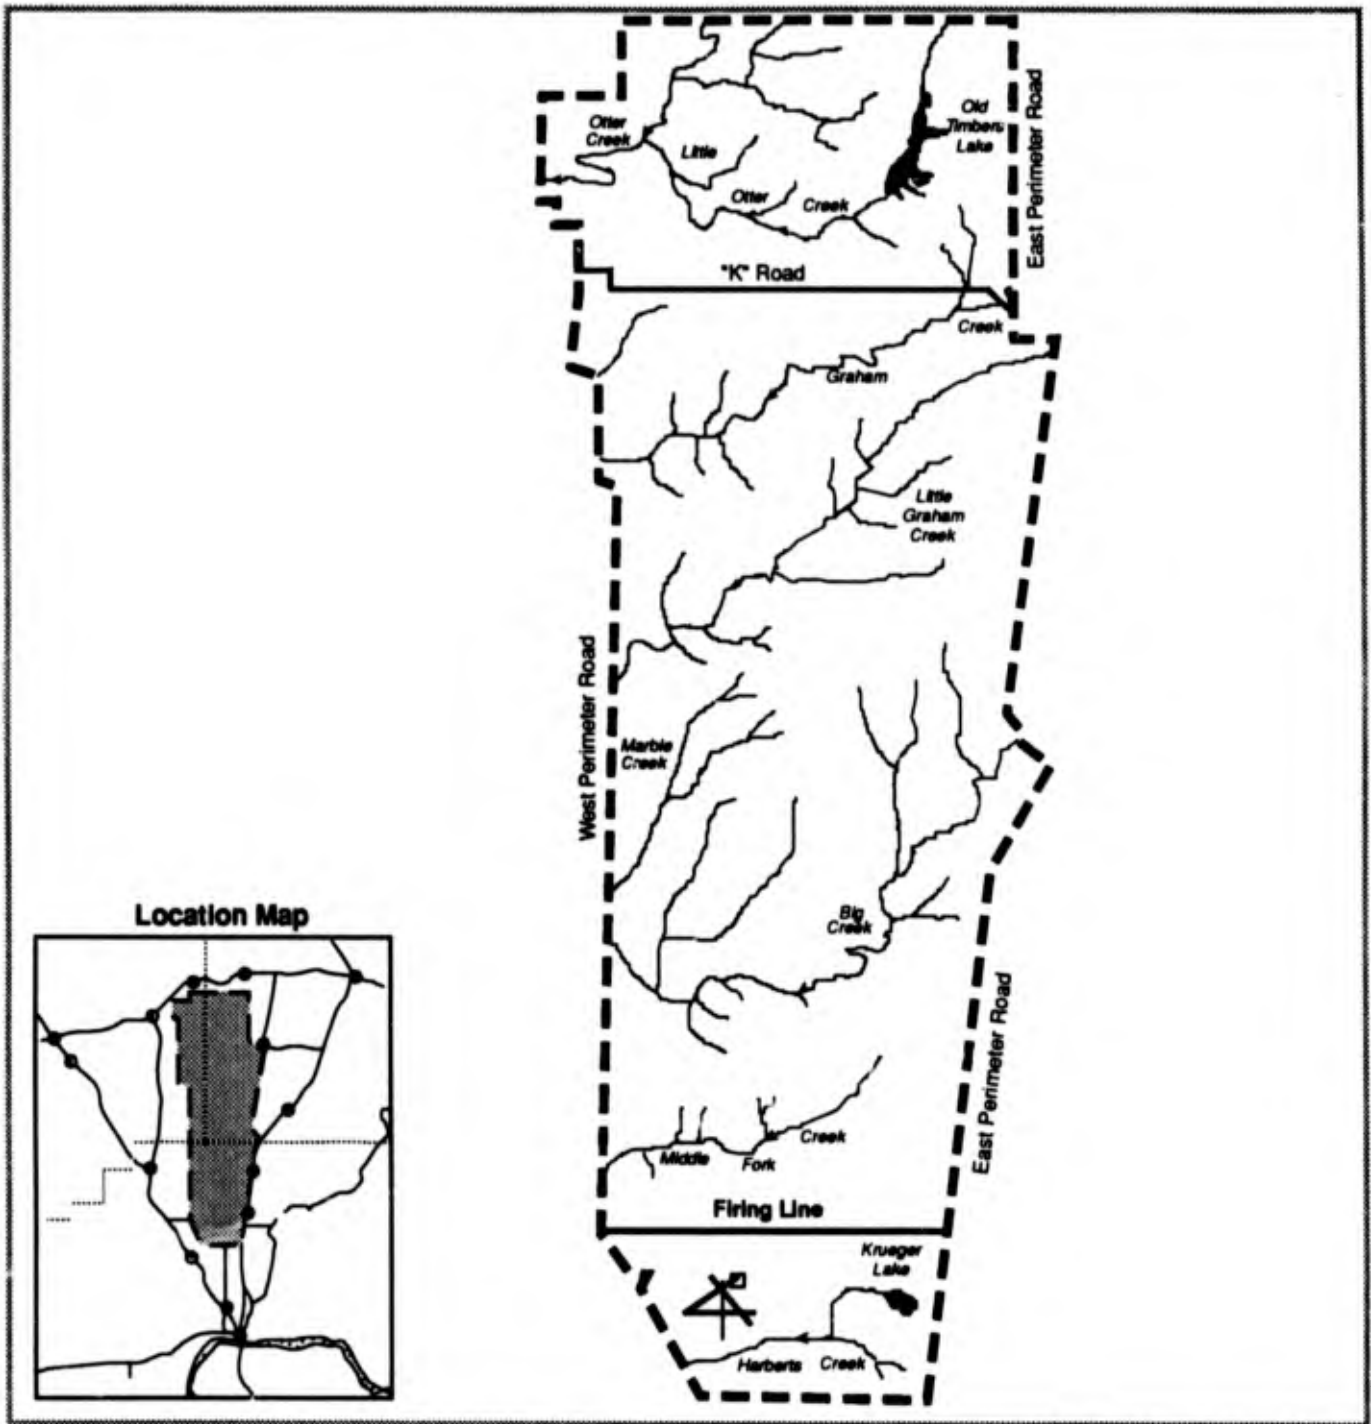 Otter
Creek
Little
Otter
Creek
Old
Timbers
Lake
East Perimeter Road
"K" Road
Creek
Graham
Little
Graham
Creek
West Perimeter Road
Marble
Creek
Big
Creek
East Perimeter Road
Middle Fork Creek
Firing Line
Krueger
Lake
Harberts Creek
Location Map